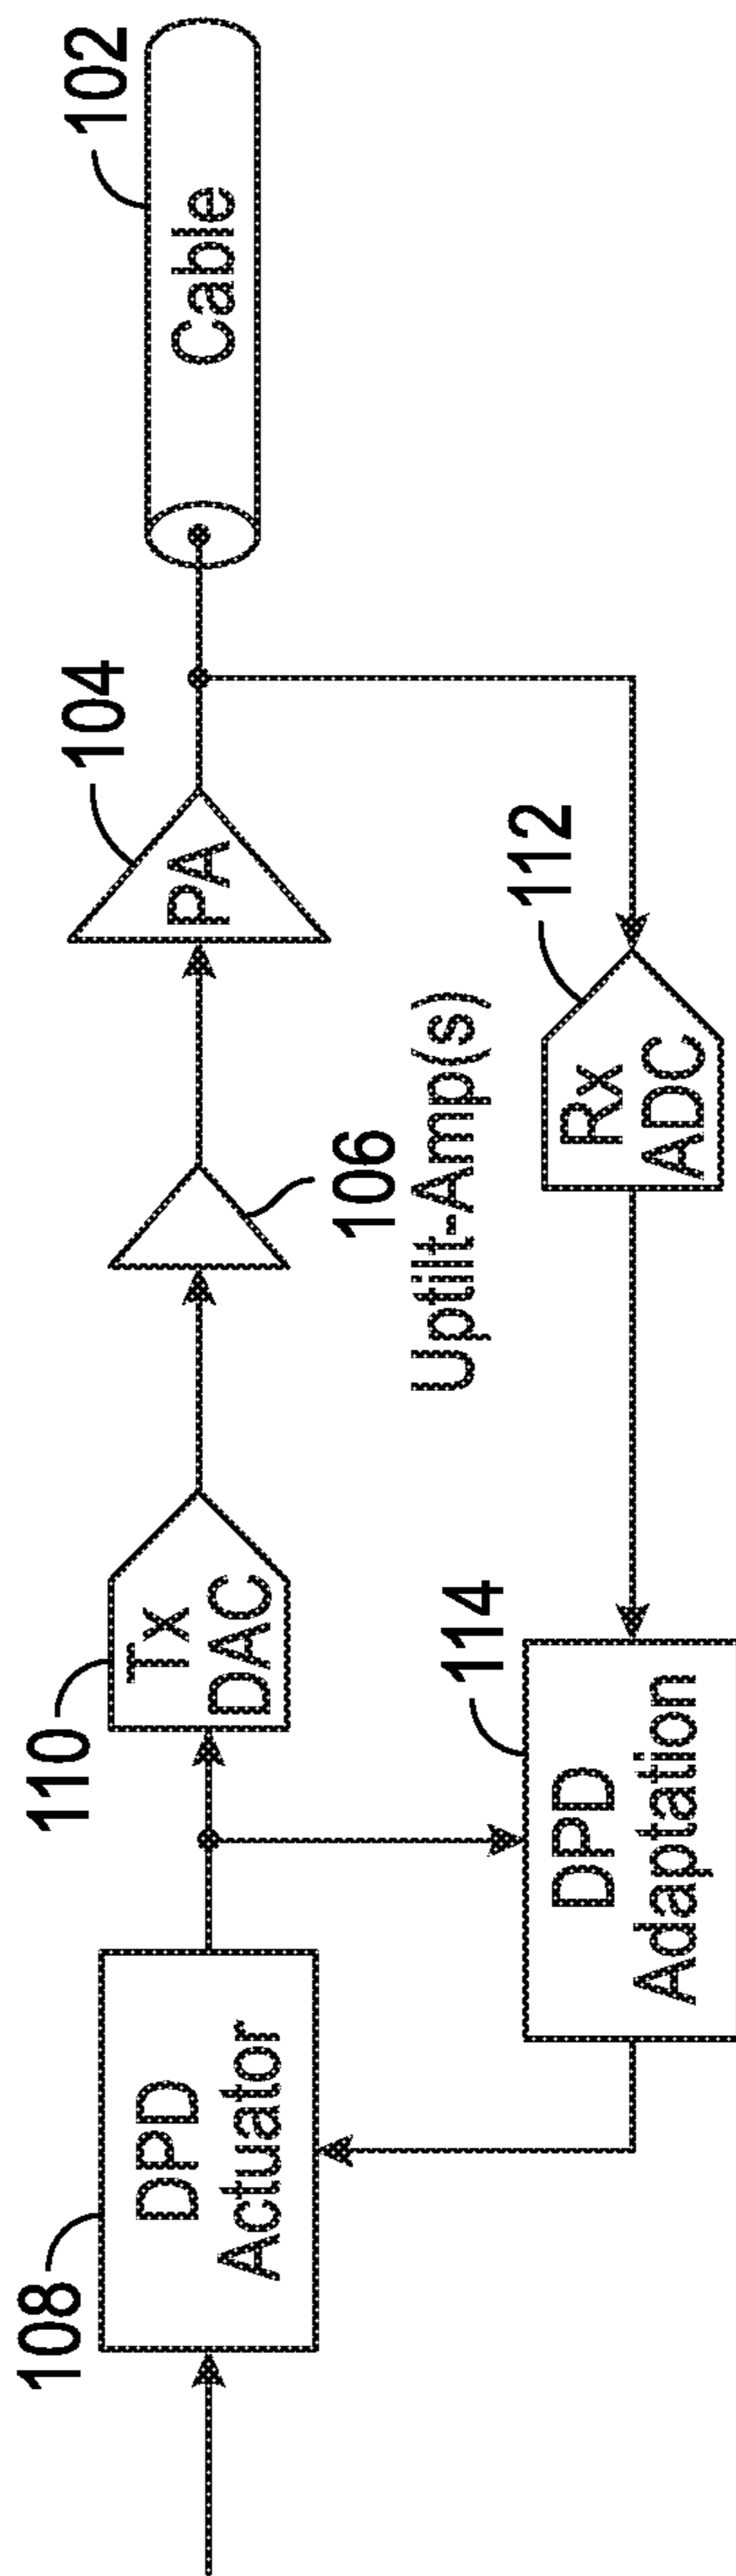 108
DPD
Actuator
110
Tx
DAC
106
Uptilt-Amp(s)
104
PA
102
Cable
114
DPD
Adaptation
112
Rx
ADC